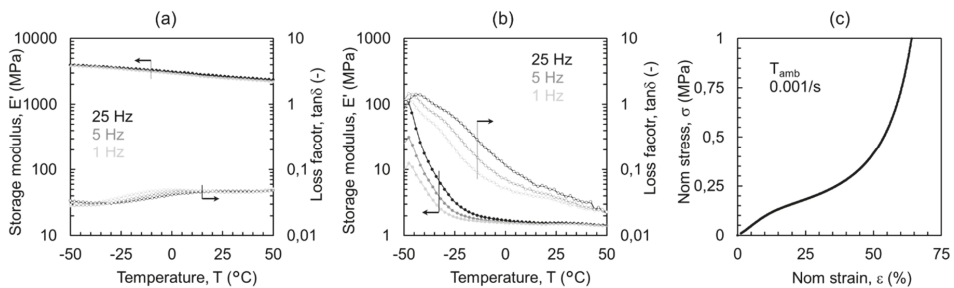 (a)
10000
1000
100
10
Storage modulus, E' (MPa)
10
1
0,1
0,01
Loss facotr, tanδ (-)
25 Hz
5 Hz
1 Hz
-50
-25
0
25
50
Temperature, T (°C)
(b)
1000
100
10
1
Storage modulus, E' (MPa)
10
1
0,1
0,01
Loss facotr, tanδ (-)
25 Hz
5 Hz
1 Hz
-50
-25
0
25
50
Temperature, T (°C)
(c)
1
0,75
0,5
0,25
0
Nom stress, σ (MPa)
Tamb
0.001/s
0
25
50
75
Nom strain, ε (%)